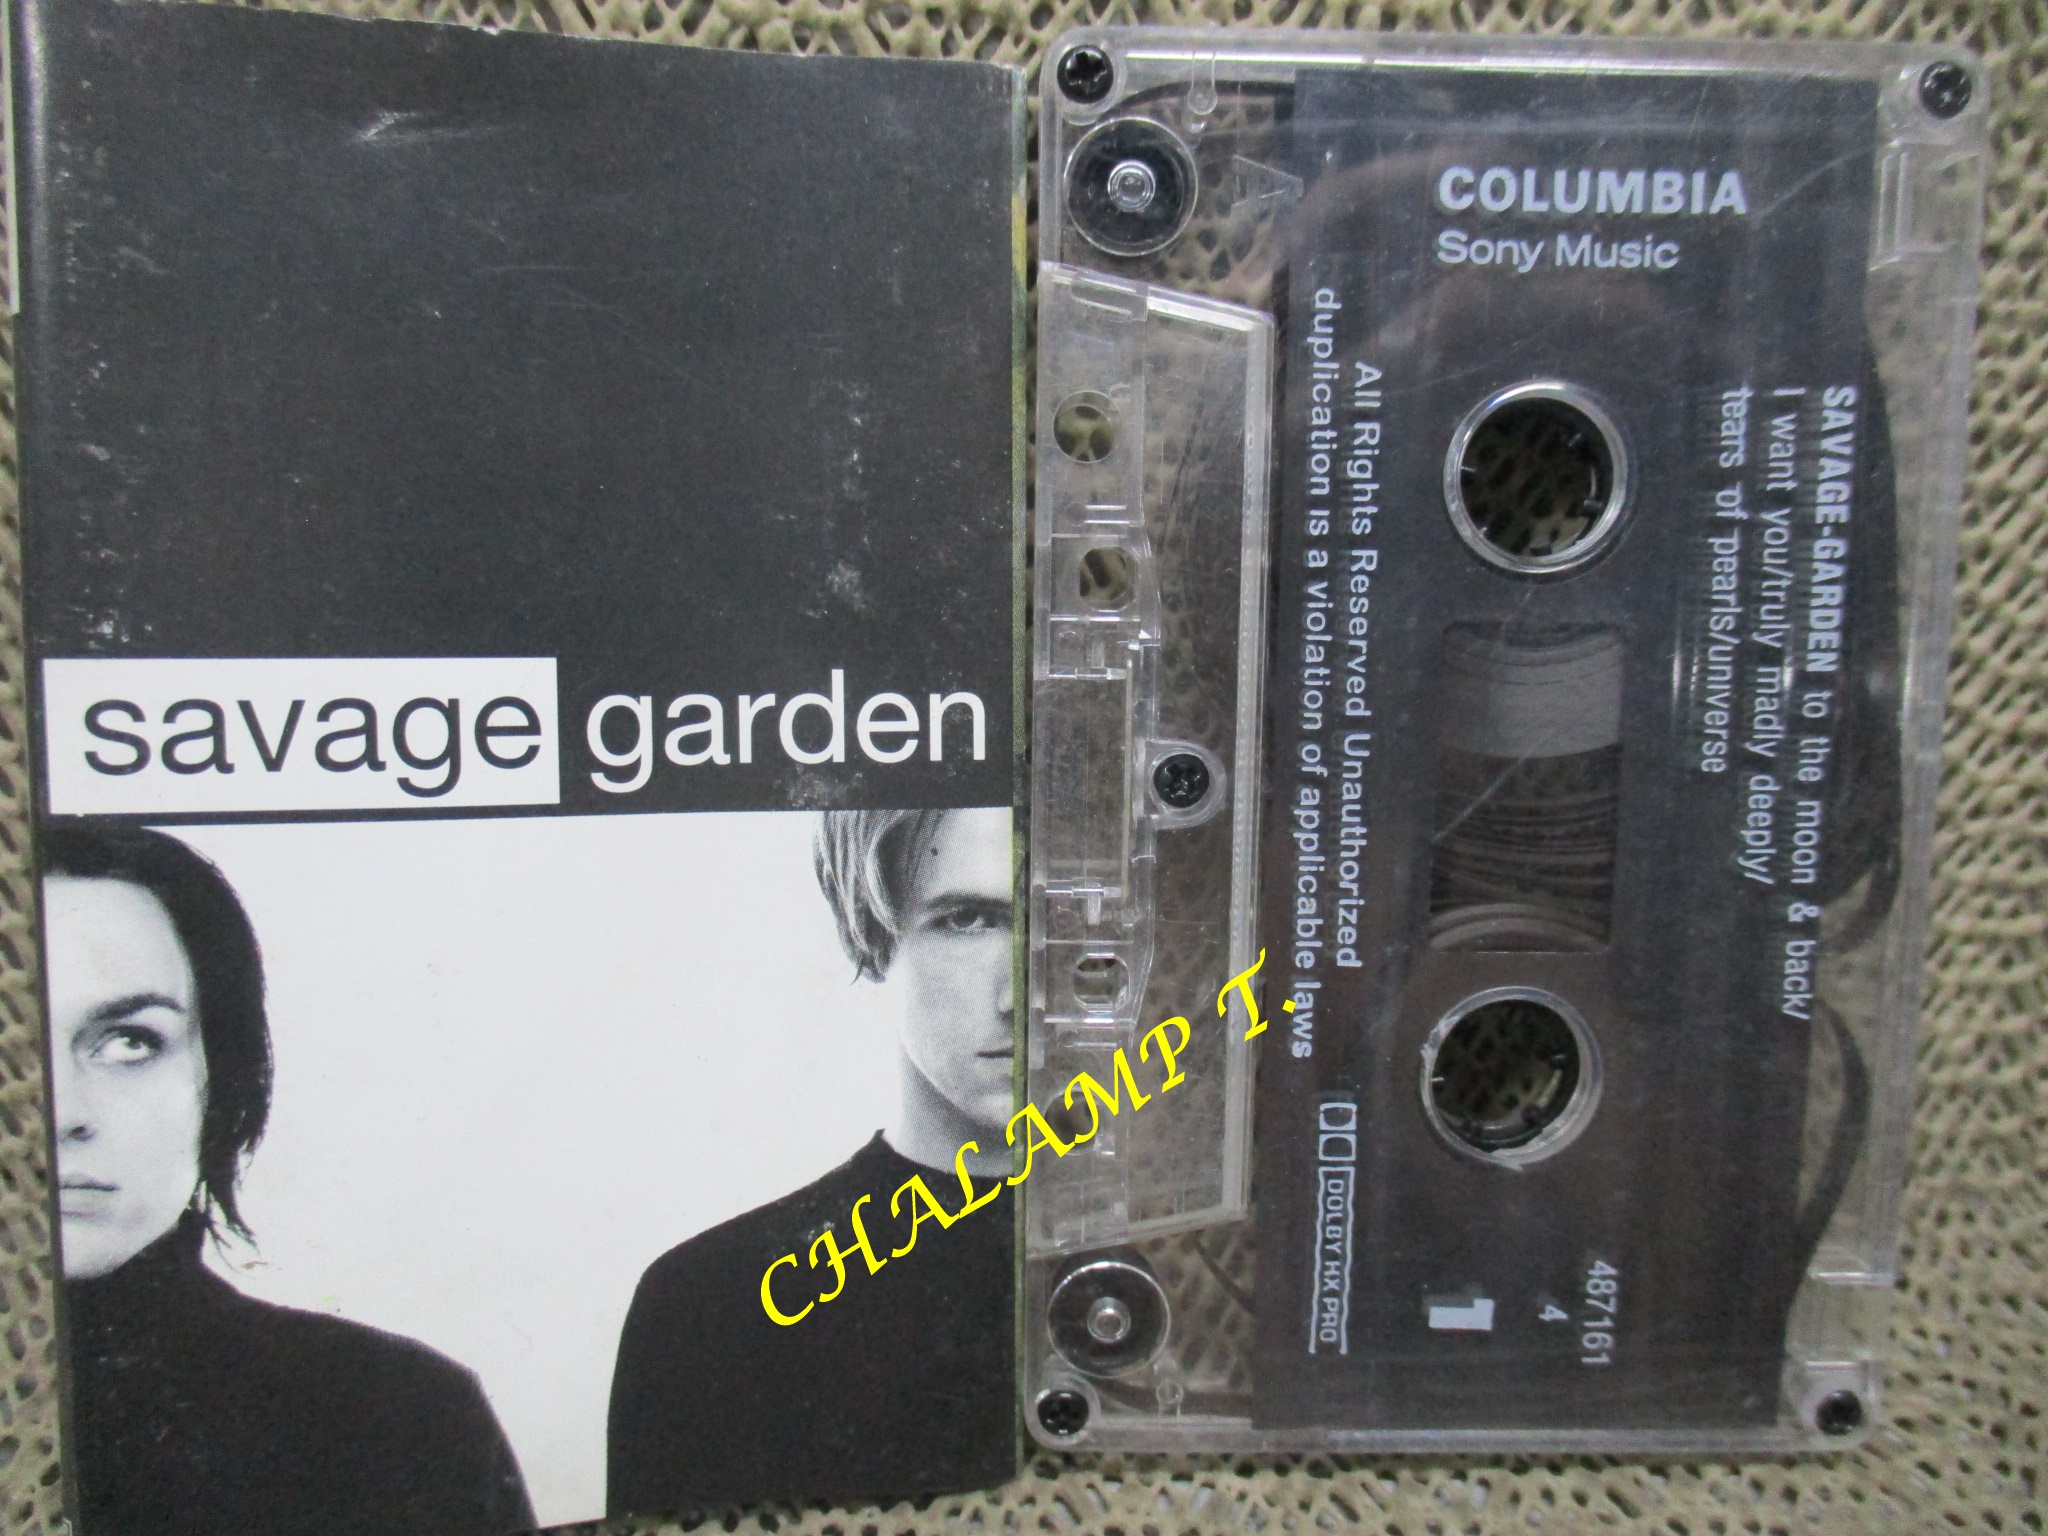 savage garden
COLUMBIA
Sony Music
SAVAGE-GARDEN to the moon & back/
I want you/truly madly deeply/
tears of pearls/universe
All Rights Reserved Unauthorized
duplication is a violation of applicable laws
DOLBY HX PRO
487161
4
1
A
CHALAMP T.